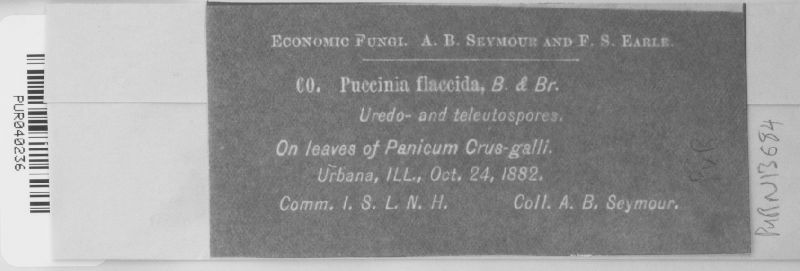 ECONOMIC FUNGI. A. B. SEYMOUR AND F. S. EARLE.
60. Puccinia flaccida, B. & Br.
Uredo- and teleutospores.
On leaves of Panicum Crus-galli.
Urbana, ILL., Oct. 24, 1882.
Comm. I. S. L. N. H. Coll. A. B. Seymour.
PUR040236
PUR N13684
PUR